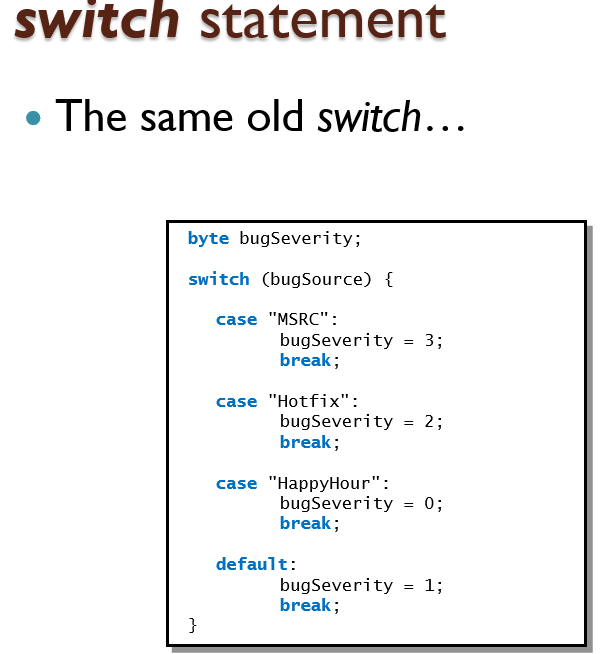 switch statement
• The same old switch…
byte bugSeverity;
switch (bugSource) {
case "MSRC":
bugSeverity = 3;
break;
case "Hotfix":
bugSeverity = 2;
break;
case "HappyHour":
bugSeverity = 0;
break;
default:
bugSeverity = 1;
break;
}